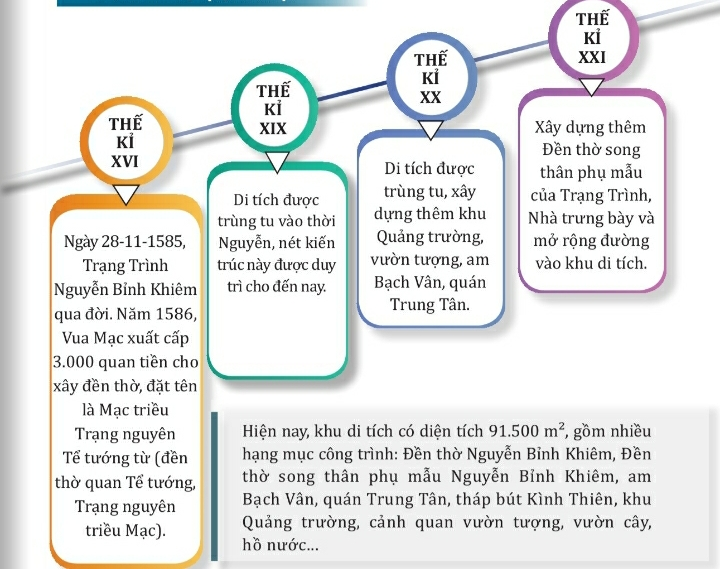 THẾ
KỈ
XVI
Ngày 28-11-1585,
Trạng Trình
Nguyễn Bỉnh Khiêm
qua đời. Năm 1586,
Vua Mạc xuất cấp
3.000 quan tiền cho
xây đền thờ, đặt tên
là Mạc triều
Trạng nguyên
Tể tướng từ (đền
thờ quan Tể tướng,
Trạng nguyên
triều Mạc).
THẾ
KỈ
XIX
Di tích được
trùng tu vào thời
Nguyễn, nét kiến
trúc này được duy
trì cho đến nay.
THẾ
KỈ
XX
Di tích được
trùng tu, xây
dựng thêm khu
Quảng trường,
vườn tượng, am
Bạch Vân, quán
Trung Tân.
THẾ
KỈ
XXI
Xây dựng thêm
Đền thờ song
thân phụ mẫu
của Trạng Trình,
Nhà trưng bày và
mở rộng đường
vào khu di tích.
Hiện nay, khu di tích có diện tích 91.500 m², gồm nhiều
hạng mục công trình: Đền thờ Nguyễn Bỉnh Khiêm, Đền
thờ song thân phụ mẫu Nguyễn Bỉnh Khiêm, am
Bạch Vân, quán Trung Tân, tháp bút Kình Thiên, khu
Quảng trường, cảnh quan vườn tượng, vườn cây,
hồ nước...